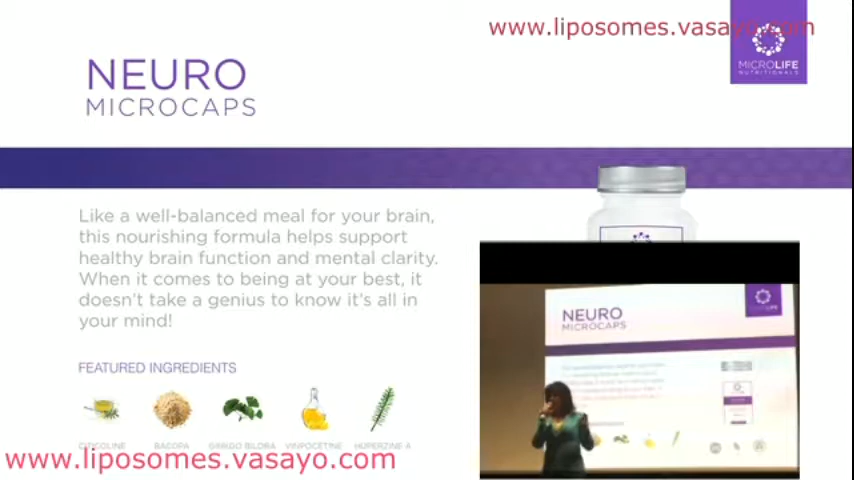 www.liposomes.vasayo.com
MICROLIFE
NUTRITIONALS
NEURO
MICROCAPS
Like a well-balanced meal for your brain,
this nourishing formula helps support
healthy brain function and mental clarity.
When it comes to being at your best, it
doesn't take a genius to know it's all in
your mind!
FEATURED INGREDIENTS
CITICOLINE BACOPA GINKGO BILOBA VINPOCETINE HUPERZINE A
www.liposomes.vasayo.com
NEURO
MICROCAPS